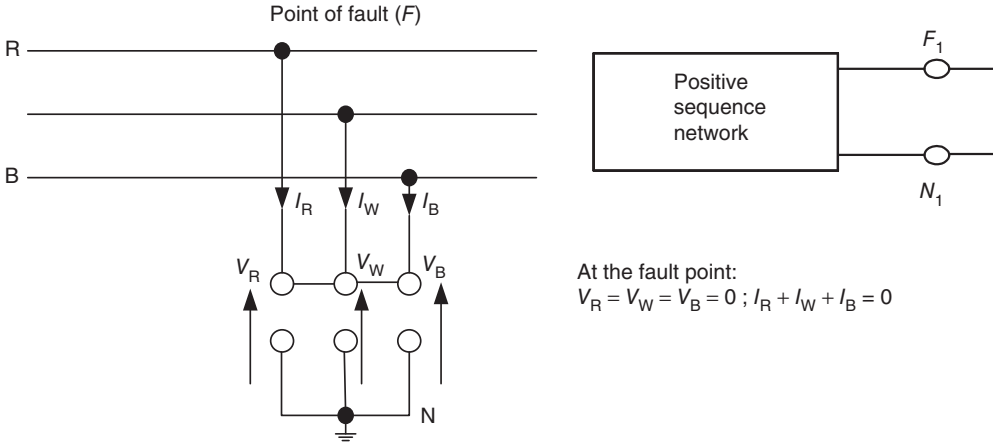 Point of fault (F)
R
B
I_R
I_W
I_B
V_R
V_W
V_B
N
F_1
Positive
sequence
network
N_1
At the fault point:
V_R = V_W = V_B = 0 ; I_R + I_W + I_B = 0